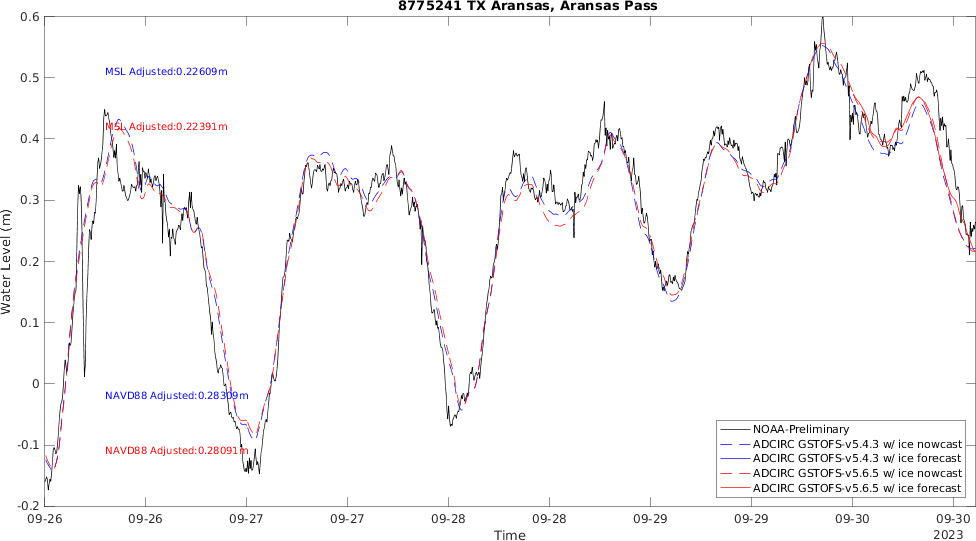 8775241 TX Aransas, Aransas Pass
0.6
0.5
0.4
0.3
0.2
0.1
0
-0.1
-0.2
Water Level (m)
MSL Adjusted:0.22609m
MSL Adjusted:0.22391m
NAVD88 Adjusted:0.28309m
NAVD88 Adjusted:0.28091m
NOAA-Preliminary
ADCIRC GSTOFS-v5.4.3 w/ ice nowcast
ADCIRC GSTOFS-v5.4.3 w/ ice forecast
ADCIRC GSTOFS-v5.6.5 w/ ice nowcast
ADCIRC GSTOFS-v5.6.5 w/ ice forecast
09-26 09-26 09-27 09-27 09-28 09-28 09-29 09-29 09-30 09-30
Time
2023